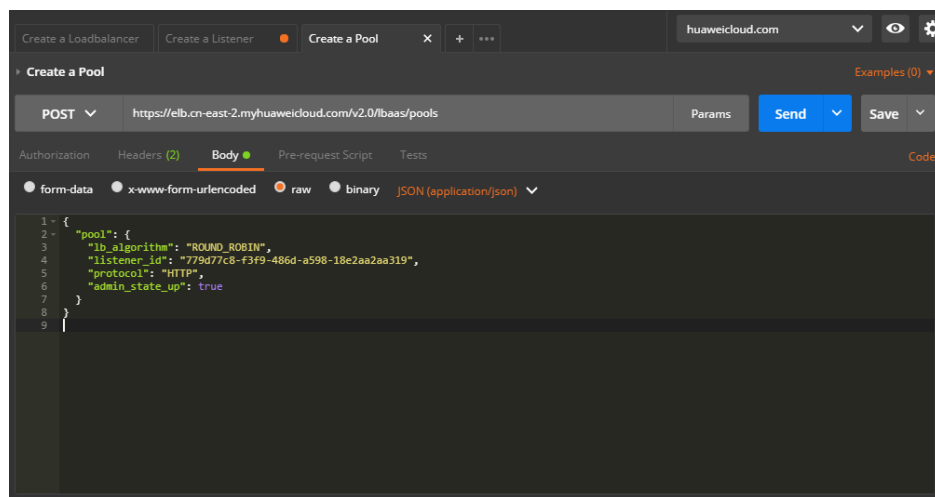 Create a Loadbalancer Create a Listener Create a Pool × + ••• huaweicloud.com
Create a Pool Examples (0)
POST https://elb.cn-east-2.myhuaweicloud.com/v2.0/lbaas/pools Params Send Save
Authorization Headers (2) Body Pre-request Script Tests Code
form-data x-www-form-urlencoded raw binary JSON (application/json)
1 {
2 "pool": {
3 "lb_algorithm": "ROUND_ROBIN",
4 "listener_id": "779d77c8-f3f9-486d-a598-18e2aa2aa319",
5 "protocol": "HTTP",
6 "admin_state_up": true
7 }
8 }
9